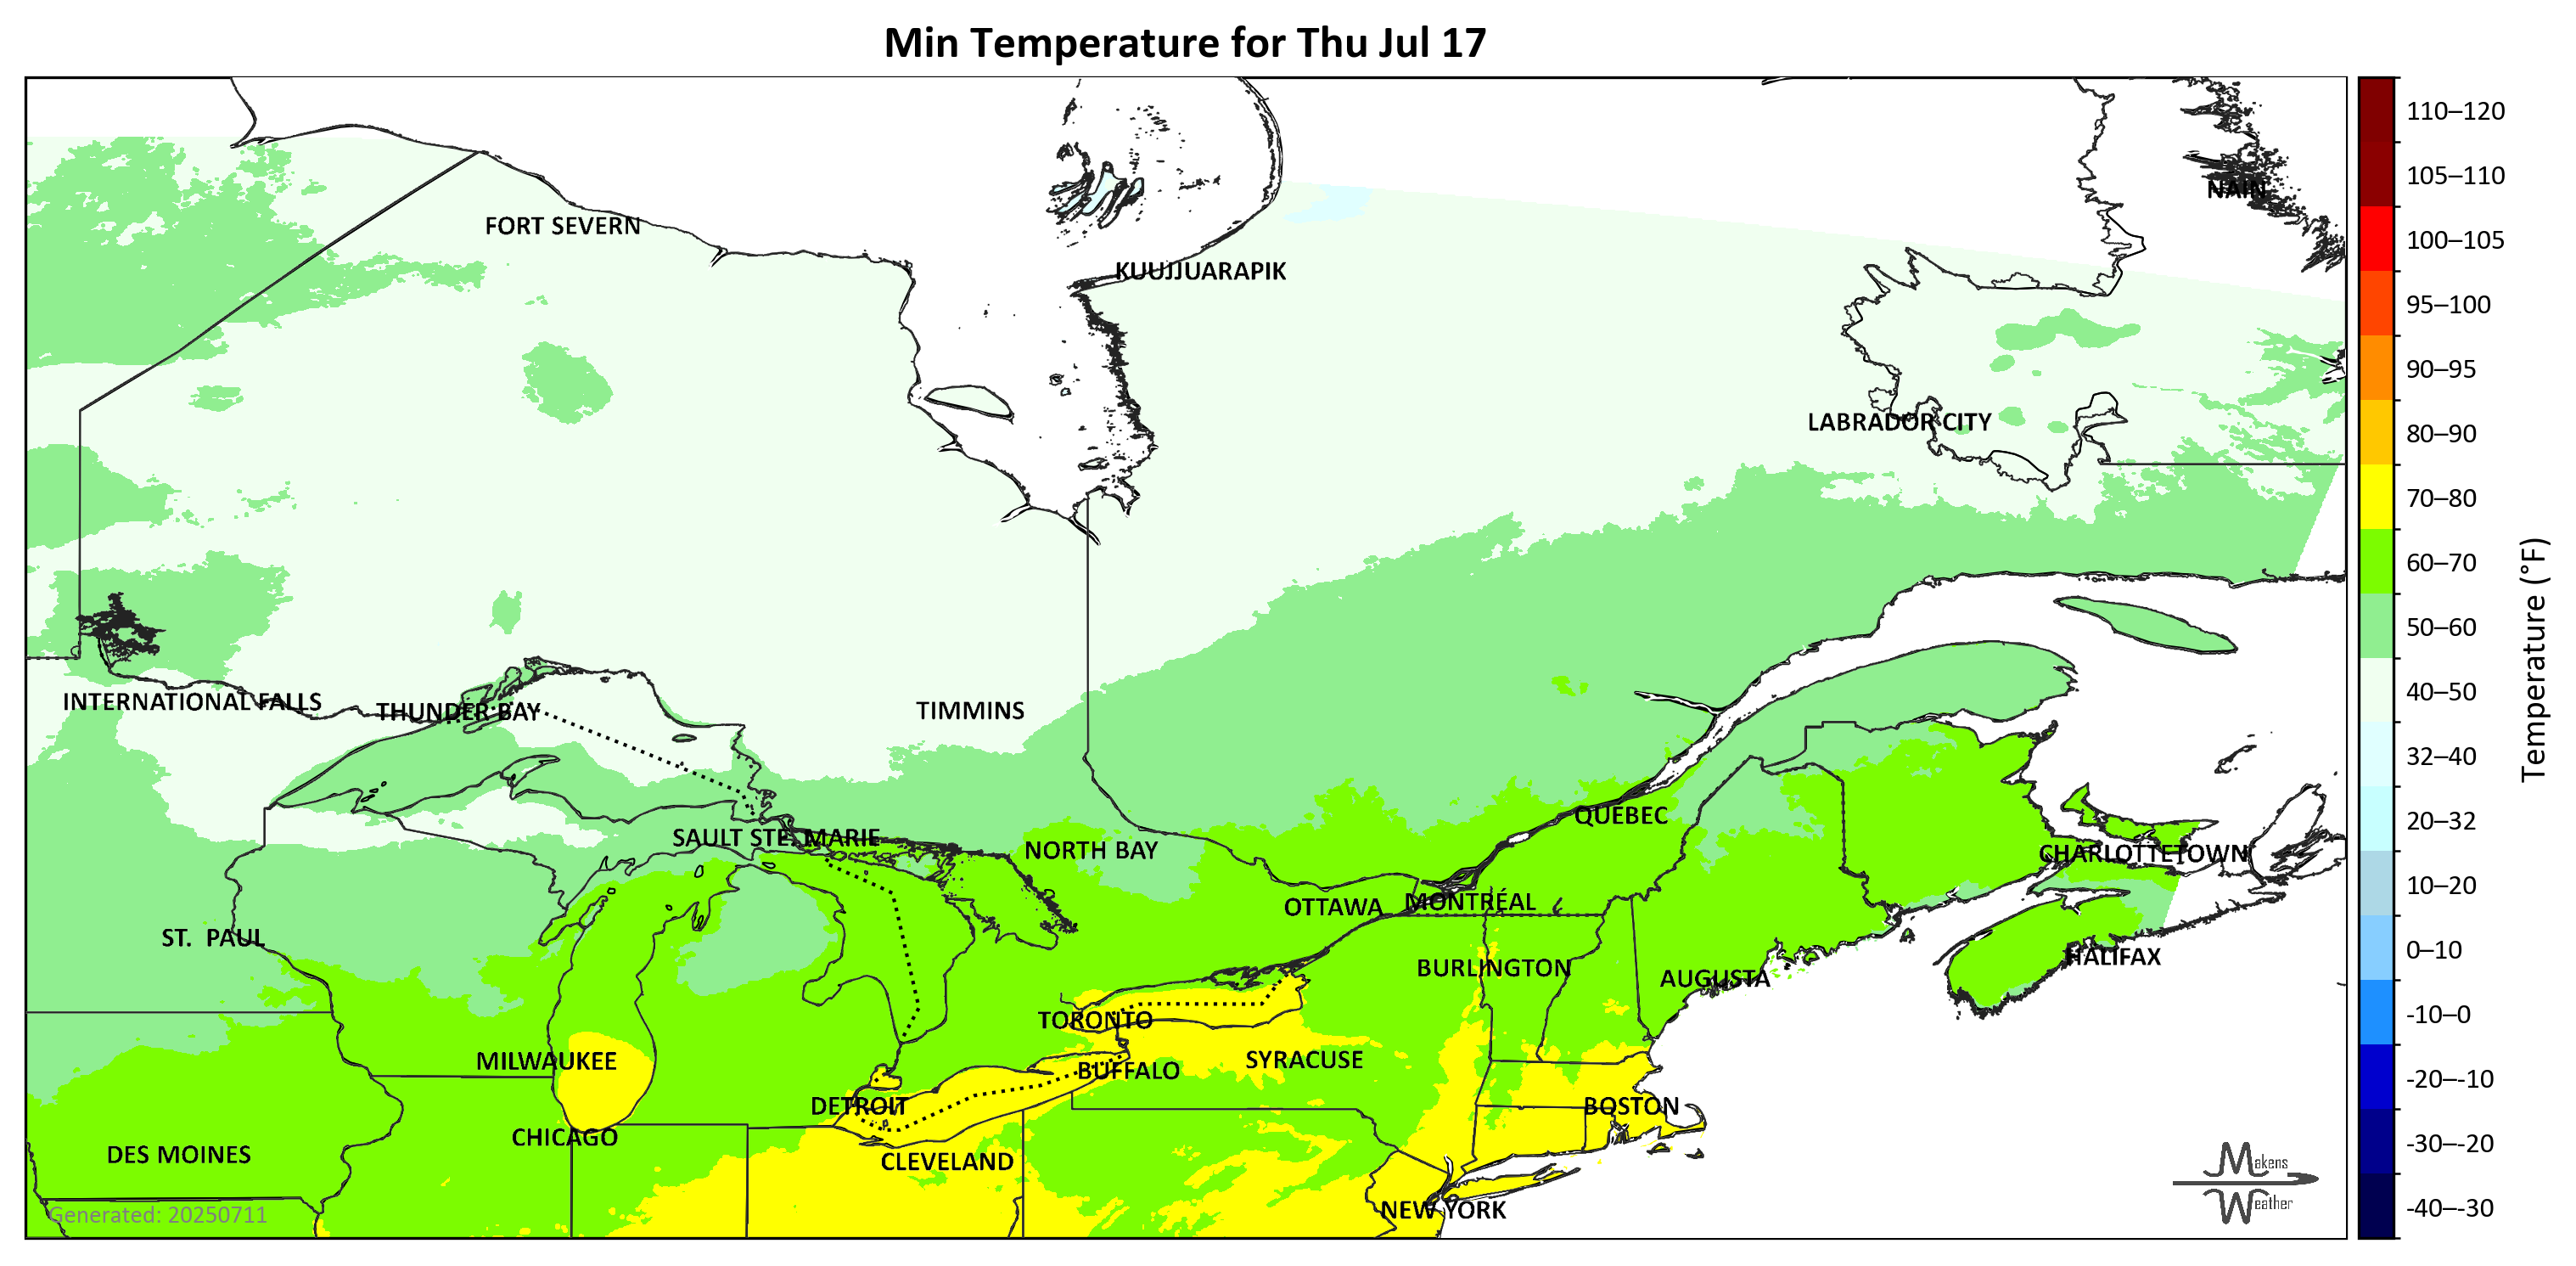 Min Temperature for Thu Jul 17
110–120
105–110
100–105
95–100
90–95
80–90
70–80
60–70
50–60
40–50
32–40
20–32
10–20
0–10
-10–0
-20–-10
-30–-20
-40–-30
Temperature (°F)
NAIN
FORT SEVERN
KUUJJUARAPIK
LABRADOR CITY
INTERNATIONAL FALLS
THUNDER BAY
TIMMINS
QUÉBEC
SAULT STE. MARIE
NORTH BAY
CHARLOTTETOWN
OTTAWA
MONTRÉAL
ST. PAUL
HALIFAX
BURLINGTON
AUGUSTA
TORONTO
MILWAUKEE
SYRACUSE
BUFFALO
DETROIT
BOSTON
CHICAGO
DES MOINES
CLEVELAND
NEW YORK
Generated: 20250711
Makens
Weather